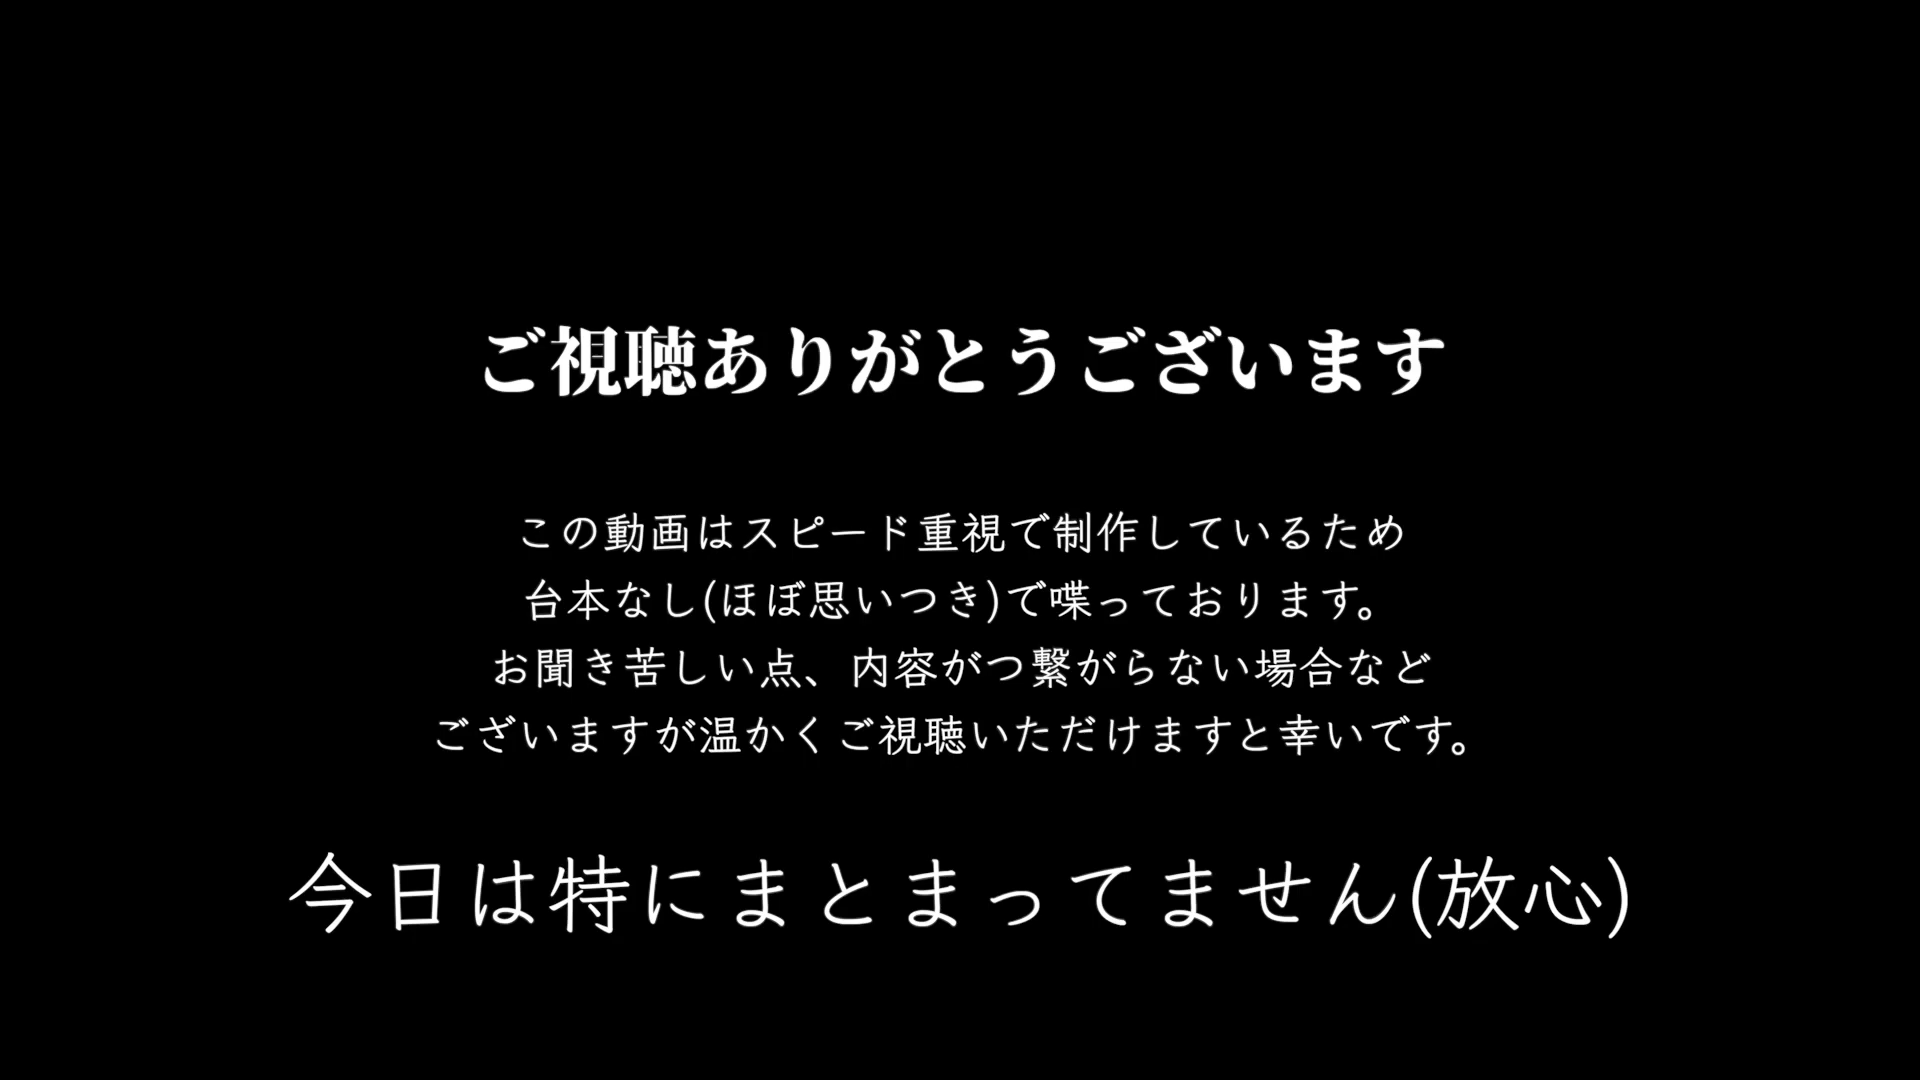 ご視聴ありがとうございます
この動画はスピード重視で制作しているため
台本なし(ほぼ思いつき)で喋っております。
お聞き苦しい点、内容がつ繋がらない場合など
ございますが温かくご視聴いただけますと幸いです。
今日は特にまとまってません(放心)